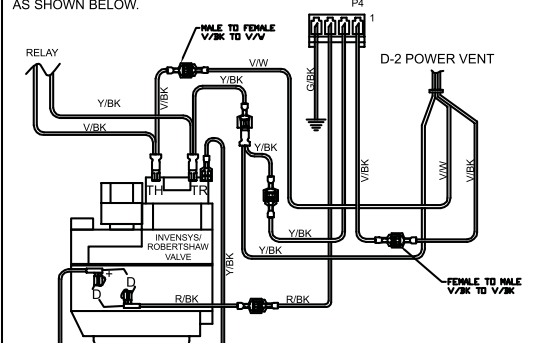 AS SHOWN BELOW.
P4
1
MALE TO FEMALE
V/BK TO V/W
RELAY
D-2 POWER VENT
V/W
Y/BK
G/BK
V/BK
Y/BK
V/BK
Y/BK
V/BK
V/W
V/BK
TH
TR
INVENSYS/
ROBERTSHAW
VALVE
Y/BK
Y/BK
Y/BK
+
D
D
R/BK
R/BK
FEMALE TO MALE
V/BK TO V/BK